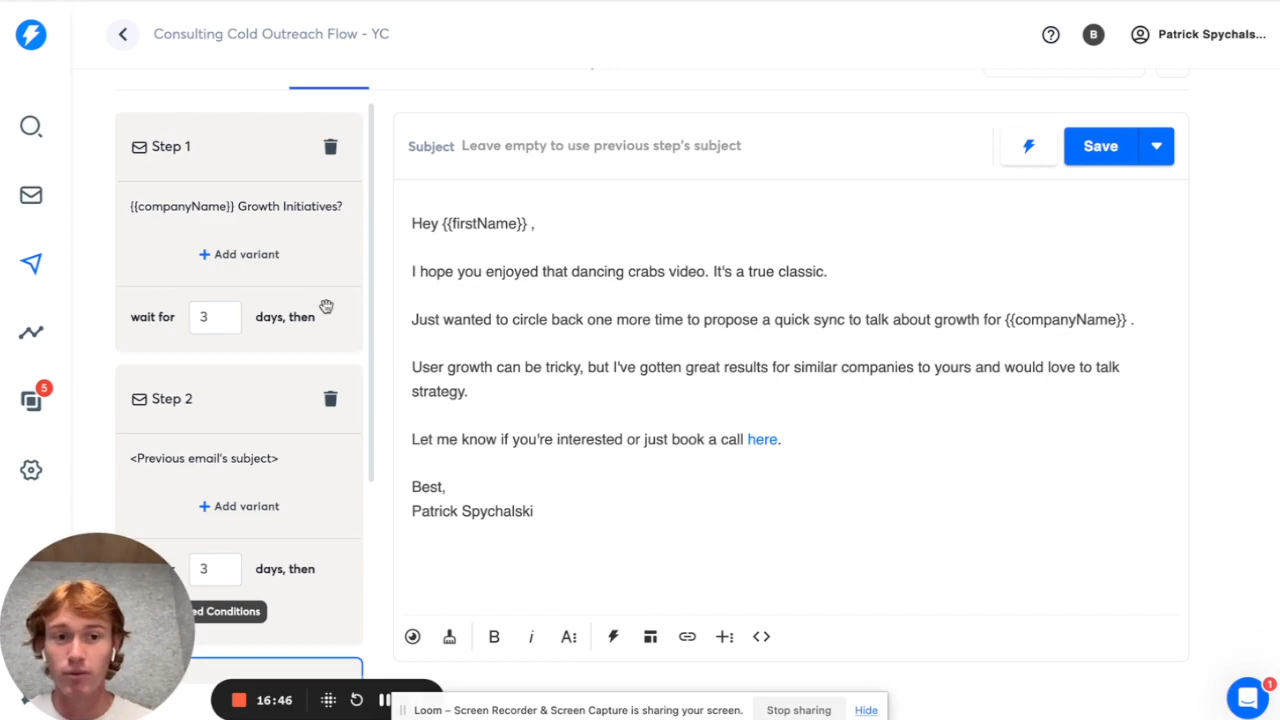 Consulting Cold Outreach Flow - YC
B
Patrick Spychals...
Step 1
{{companyName}} Growth Initiatives?
+ Add variant
wait for 3 days, then
Step 2
<Previous email's subject>
+ Add variant
3 days, then
ed Conditions
Subject Leave empty to use previous step's subject
Save
Hey {{firstName}} ,
I hope you enjoyed that dancing crabs video. It's a true classic.
Just wanted to circle back one more time to propose a quick sync to talk about growth for {{companyName}} .
User growth can be tricky, but I've gotten great results for similar companies to yours and would love to talk
strategy.
Let me know if you're interested or just book a call here.
Best,
Patrick Spychalski
B i A
5
16:46
Loom – Screen Recorder & Screen Capture is sharing your screen.
Stop sharing
Hide
1